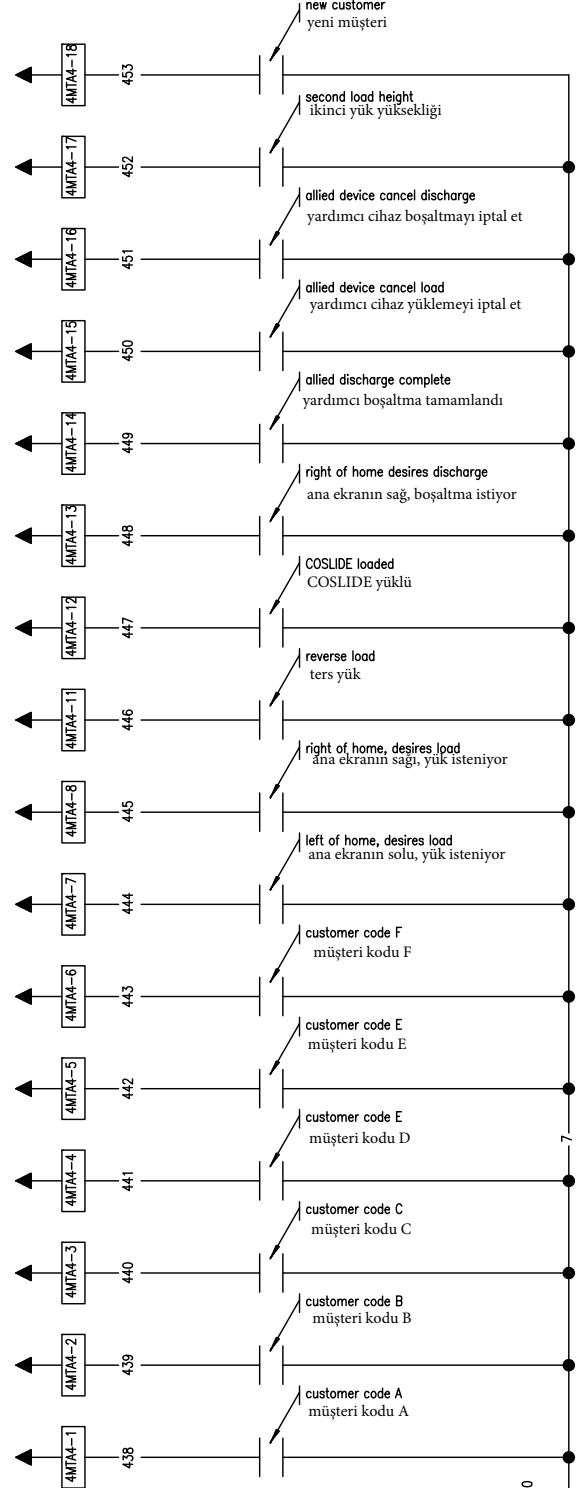 new customer
yeni müşteri
4MTA4-18
453
second load height
ikinci yük yüksekliği
4MTA4-17
452
allied device cancel discharge
yardımcı cihaz boşaltmayı iptal et
4MTA4-16
451
allied device cancel load
yardımcı cihaz yüklemeyi iptal et
4MTA4-15
450
allied discharge complete
yardımcı boşaltma tamamlandı
4MTA4-14
449
right of home desires discharge
ana ekranın sağ, boşaltma istiyor
4MTA4-13
448
COSLIDE loaded
COSLIDE yüklü
4MTA4-12
447
reverse load
ters yük
4MTA4-11
446
right of home, desires load
ana ekranın sağı, yük isteniyor
4MTA4-8
445
left of home, desires load
ana ekranın solu, yük isteniyor
4MTA4-7
444
customer code F
müşteri kodu F
4MTA4-6
443
customer code E
müşteri kodu E
4MTA4-5
442
customer code E
müşteri kodu D
7
4MTA4-4
441
customer code C
müşteri kodu C
4MTA4-3
440
customer code B
müşteri kodu B
4MTA4-2
439
customer code A
müşteri kodu A
4MTA4-1
438
0